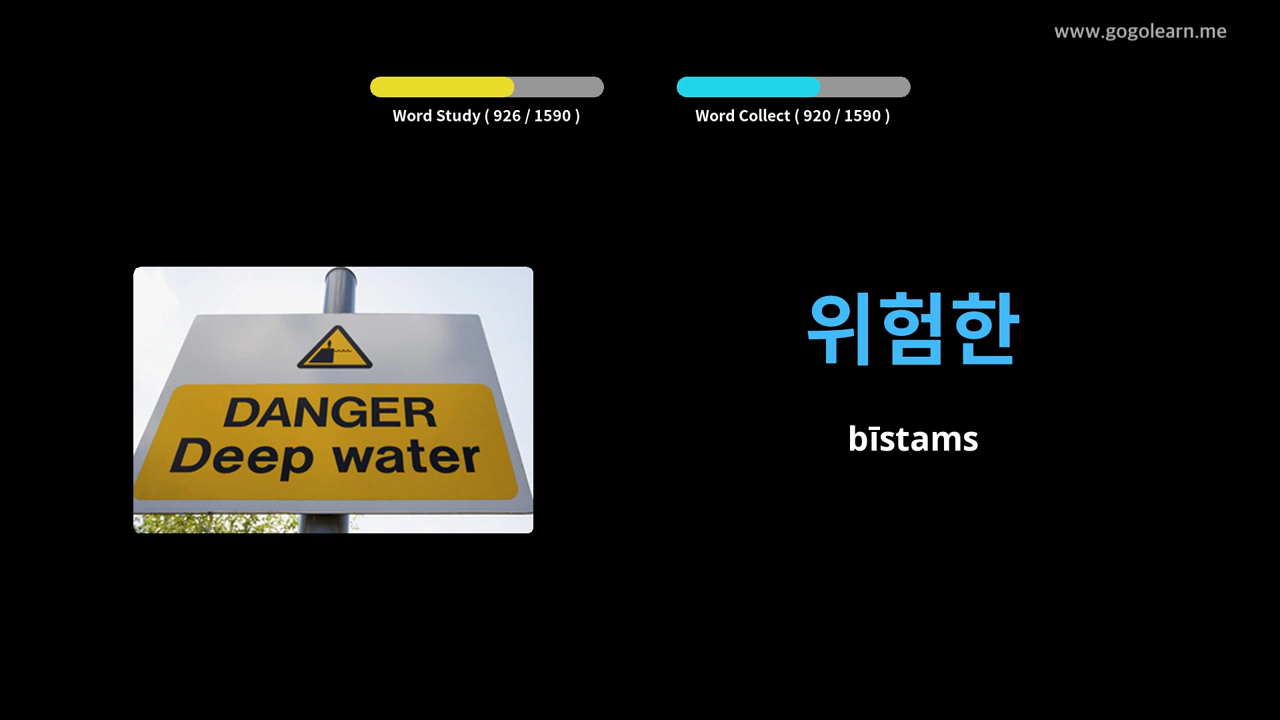 www.gogolearn.me
Word Study ( 926 / 1590 )
Word Collect ( 920 / 1590 )
DANGER
Deep water
위험한
bīstams